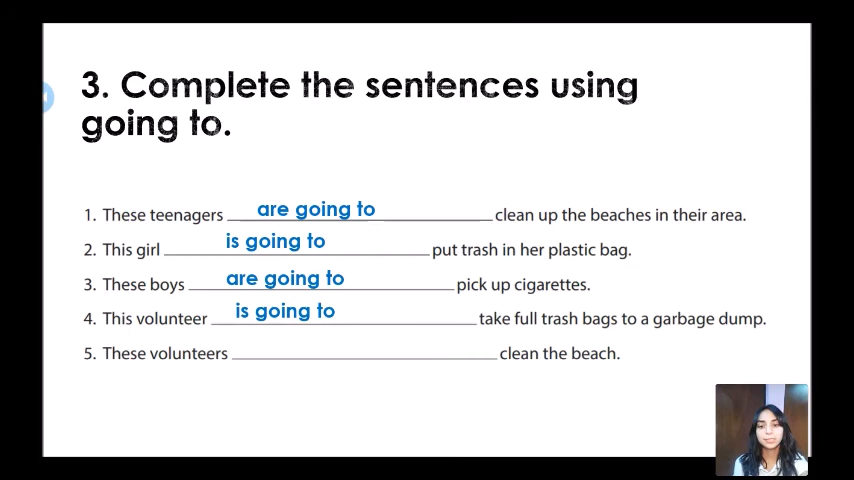 3. Complete the sentences using
going to.
1. These teenagers are going to clean up the beaches in their area.
2. This girl is going to put trash in her plastic bag.
3. These boys are going to pick up cigarettes.
4. This volunteer is going to take full trash bags to a garbage dump.
5. These volunteers ____ clean the beach.